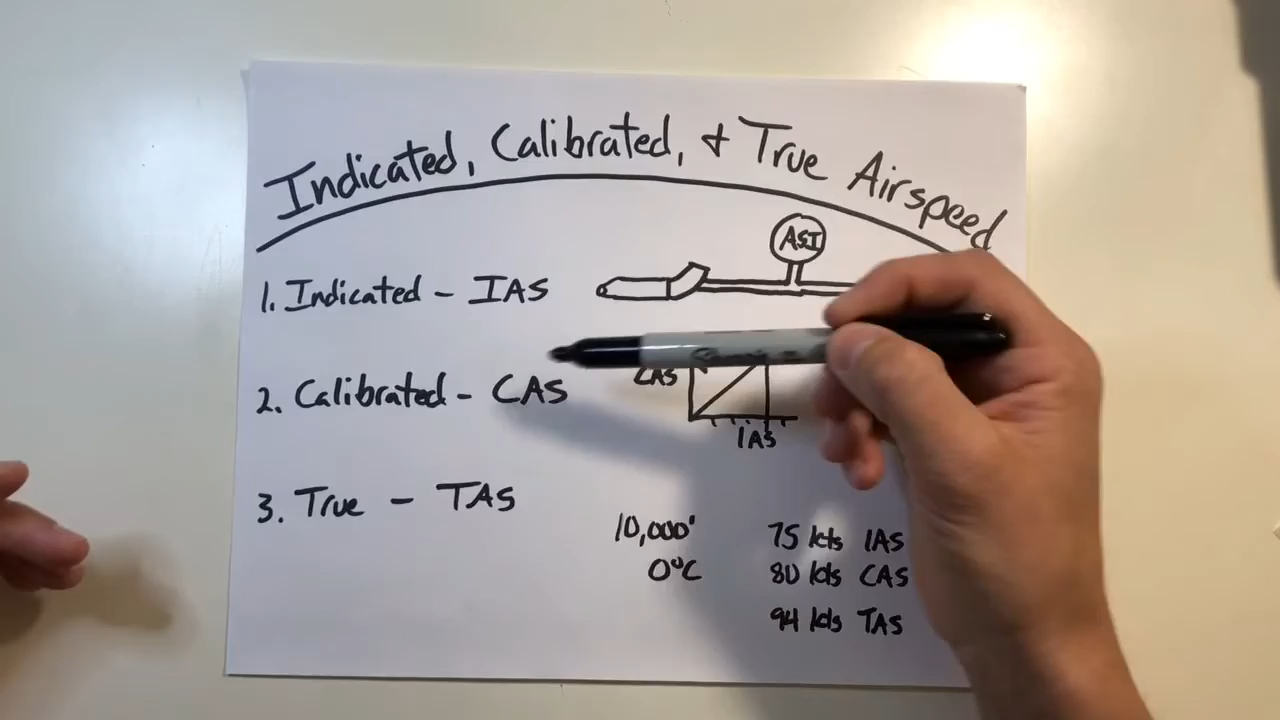 Indicated, Calibrated, & True Airspeed
ASI
1. Indicated - IAS
2. Calibrated - CAS
CAS
IAS
3. True - TAS
10,000'
0°C
75 kts IAS
80 kts CAS
94 kts TAS